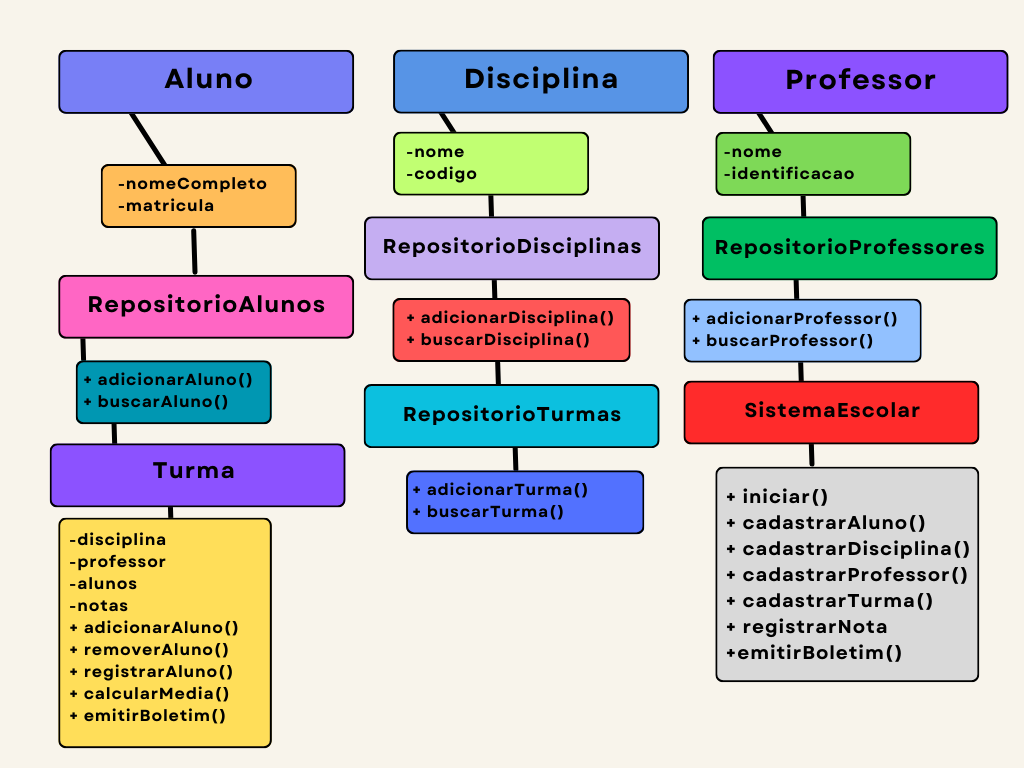 Aluno
-nomeCompleto
-matricula
RepositorioAlunos
+ adicionarAluno()
+ buscarAluno()
Turma
-disciplina
-professor
-alunos
-notas
+ adicionarAluno()
+ removerAluno()
+ registrarAluno()
+ calcularMedia()
+ emitirBoletim()
Disciplina
-nome
-codigo
RepositorioDisciplinas
+ adicionarDisciplina()
+ buscarDisciplina()
RepositorioTurmas
+ adicionarTurma()
+ buscarTurma()
Professor
-nome
-identificacao
RepositorioProfessores
+ adicionarProfessor()
+ buscarProfessor()
SistemaEscolar
+ iniciar()
+ cadastrarAluno()
+ cadastrarDisciplina()
+ cadastrarProfessor()
+ cadastrarTurma()
+ registrarNota
+emitirBoletim()